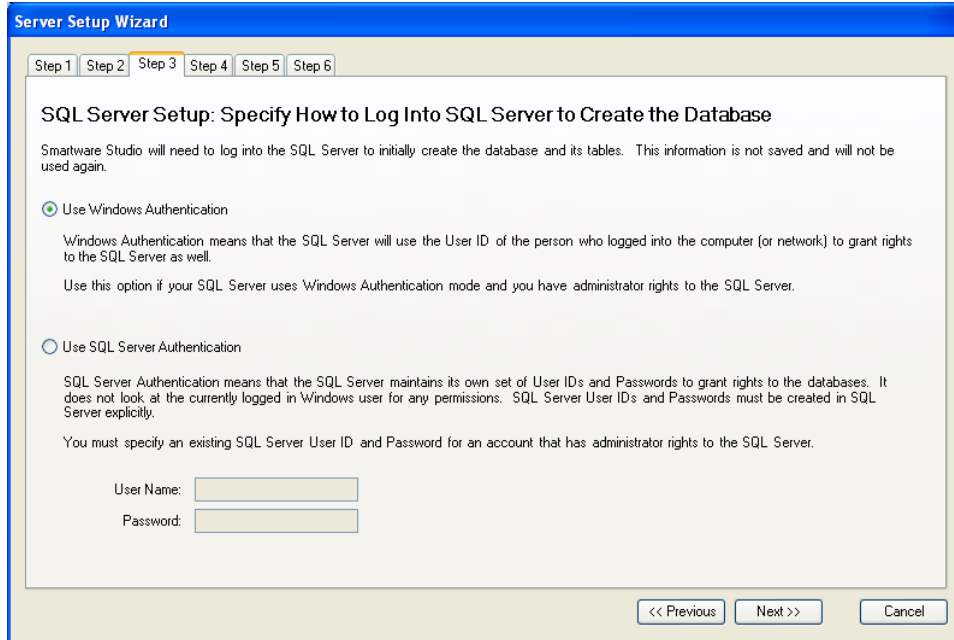 Server Setup Wizard
Step 1 Step 2 Step 3 Step 4 Step 5 Step 6
SQL Server Setup: Specify How to Log Into SQL Server to Create the Database
Smartware Studio will need to log into the SQL Server to initially create the database and its tables. This information is not saved and will not be
used again.
Use Windows Authentication
Windows Authentication means that the SQL Server will use the User ID of the person who logged into the computer (or network) to grant rights
to the SQL Server as well.
Use this option if your SQL Server uses Windows Authentication mode and you have administrator rights to the SQL Server.
Use SQL Server Authentication
SQL Server Authentication means that the SQL Server maintains its own set of User IDs and Passwords to grant rights to the databases. It
does not look at the currently logged in Windows user for any permissions. SQL Server User IDs and Passwords must be created in SQL
Server explicitly.
You must specify an existing SQL Server User ID and Password for an account that has administrator rights to the SQL Server.
User Name:
Password:
<< Previous Next >> Cancel